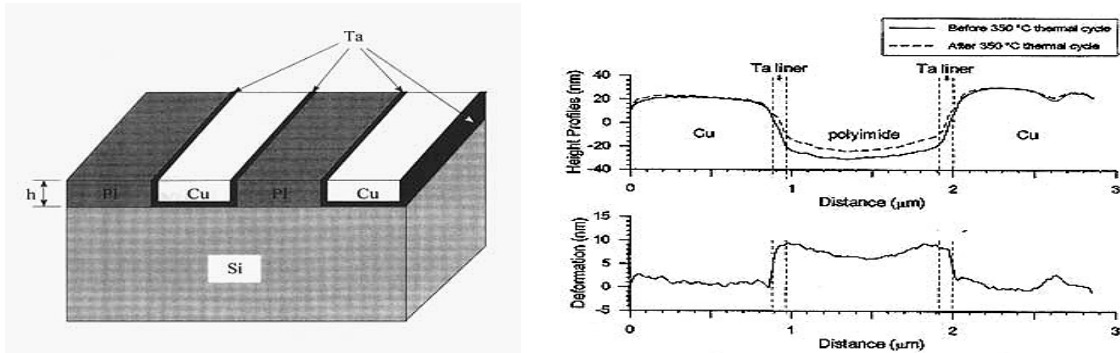 Ta
h
PI
Cu
PI
Cu
Si
Before 350 °C thermal cycle
After 350 °C thermal cycle
Ta liner
Ta liner
Height Profiles (nm)
40
20
0
-20
-40
Cu
polyimide
Cu
0
1
2
3
Distance (μm)
Deformation (nm)
15
10
5
0
-5
0
1
2
3
Distance (μm)